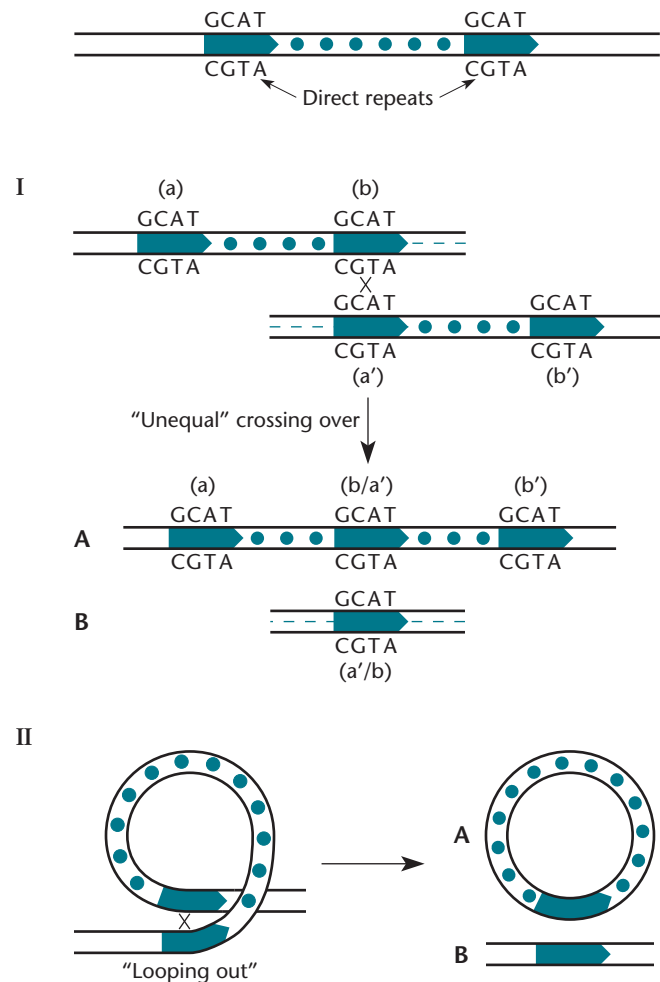 GCAT GCAT
CGTA CGTA
Direct repeats
I
(a) (b)
GCAT GCAT
CGTA CGTA
GCAT GCAT
CGTA CGTA
(a′) (b′)
“Unequal” crossing over
(a) (b/a′) (b′)
GCAT GCAT GCAT
A
CGTA CGTA CGTA
GCAT
B
CGTA
(a′/b)
II
A
B
“Looping out”